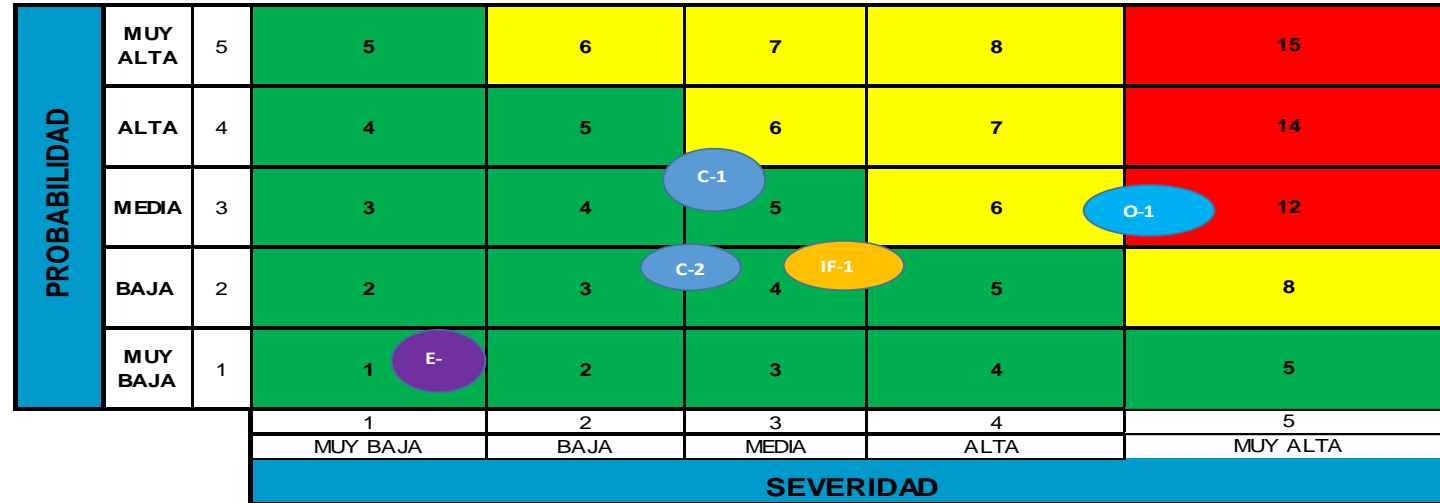 PROBABILIDAD
MUY ALTA 5 5 6 7 8 15
ALTA 4 4 5 6 7 14
C-1
MEDIA 3 3 4 5 6 O-1 12
C-2 IF-1
BAJA 2 2 3 4 5 8
E-
MUY BAJA 1 1 2 3 4 5
1 2 3 4 5
MUY BAJA BAJA MEDIA ALTA MUY ALTA
SEVERIDAD